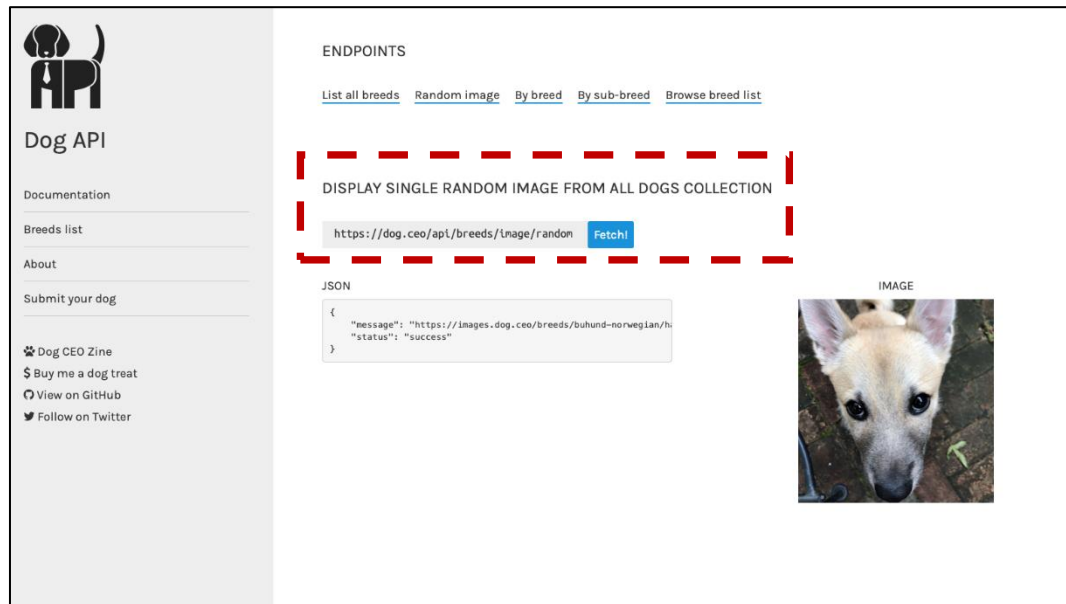 API
Dog API
Documentation
Breeds list
About
Submit your dog
Dog CEO Zine
$ Buy me a dog treat
View on GitHub
Follow on Twitter
ENDPOINTS
List all breeds Random image By breed By sub-breed Browse breed list
DISPLAY SINGLE RANDOM IMAGE FROM ALL DOGS COLLECTION
https://dog.ceo/api/breeds/image/random Fetch!
JSON
{
"message": "https://images.dog.ceo/breeds/buhund-norwegian/ha
"status": "success"
}
IMAGE